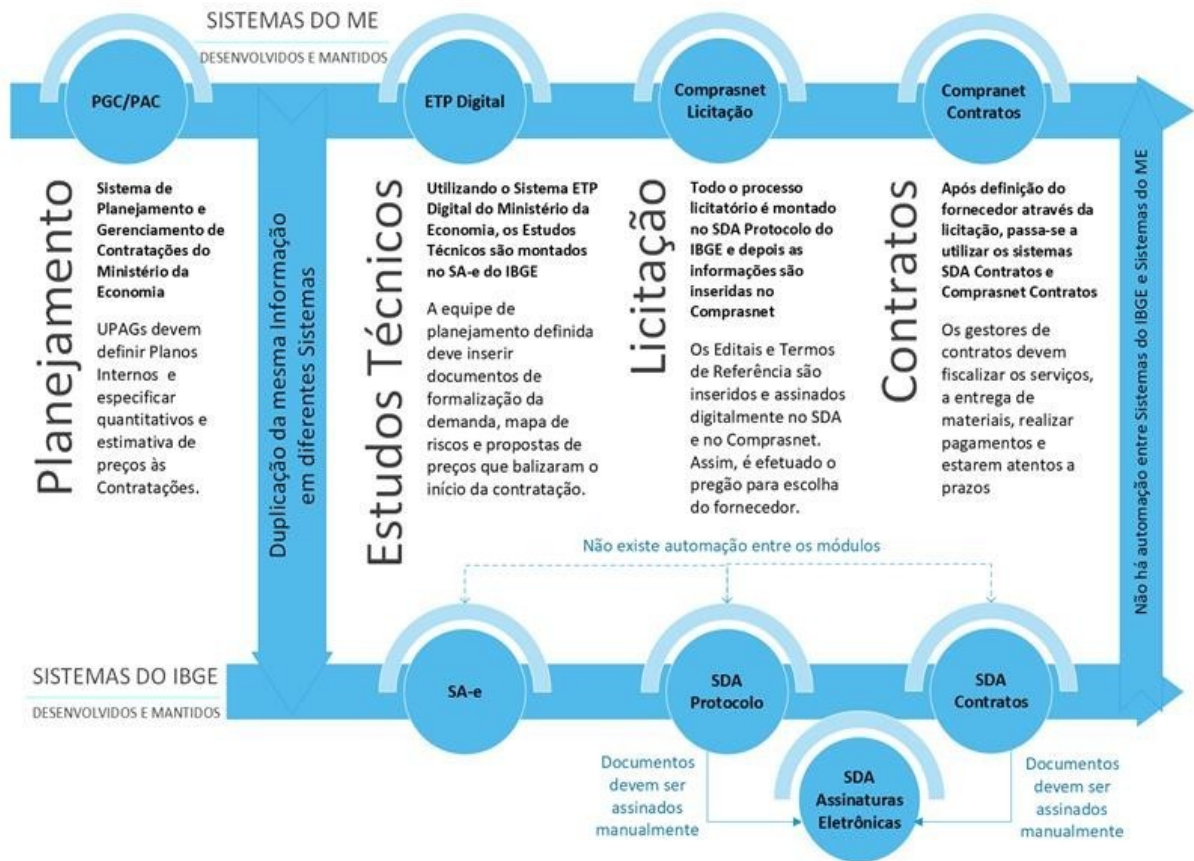 SISTEMAS DO ME
DESENVOLVIDOS E MANTIDOS
PGC/PAC
ETP Digital
Comprasnet
Licitação
Compranet
Contratos
Planejamento
Sistema de
Planejamento e
Gerenciamento de
Contratações do
Ministério da
Economia
UPAGs devem
definir Planos
Internos e
especificar
quantitativos e
estimativa de
preços às
Contratações.
Duplicação da mesma Informação
em diferentes Sistemas
Estudos Técnicos
Utilizando o Sistema ETP
Digital do Ministério da
Economia, os Estudos
Técnicos são montados
no SA-e do IBGE
A equipe de
planejamento definida
deve inserir
documentos de
formalização da
demanda, mapa de
riscos e propostas de
preços que balizaram o
início da contratação.
Licitação
Todo o processo
licitatório é montado
no SDA Protocolo do
IBGE e depois as
informações são
inseridas no
Comprasnet
Os Editais e Termos
de Referência são
inseridos e assinados
digitalmente no SDA
e no Comprasnet.
Assim, é efetuado o
pregão para escolha
do fornecedor.
Contratos
Após definição do
fornecedor através da
licitação, passa-se a
utilizar os sistemas
SDA Contratos e
Comprasnet Contratos
Os gestores de
contratos devem
fiscalizar os serviços,
a entrega de
materiais, realizar
pagamentos e
estarem atentos a
prazos
Não há automação entre Sistemas do IBGE e Sistemas do ME
Não existe automação entre os módulos
SISTEMAS DO IBGE
DESENVOLVIDOS E MANTIDOS
SA-e
SDA
Protocolo
SDA
Contratos
Documentos
devem ser
assinados
manualmente
SDA
Assinaturas
Eletrônicas
Documentos
devem ser
assinados
manualmente